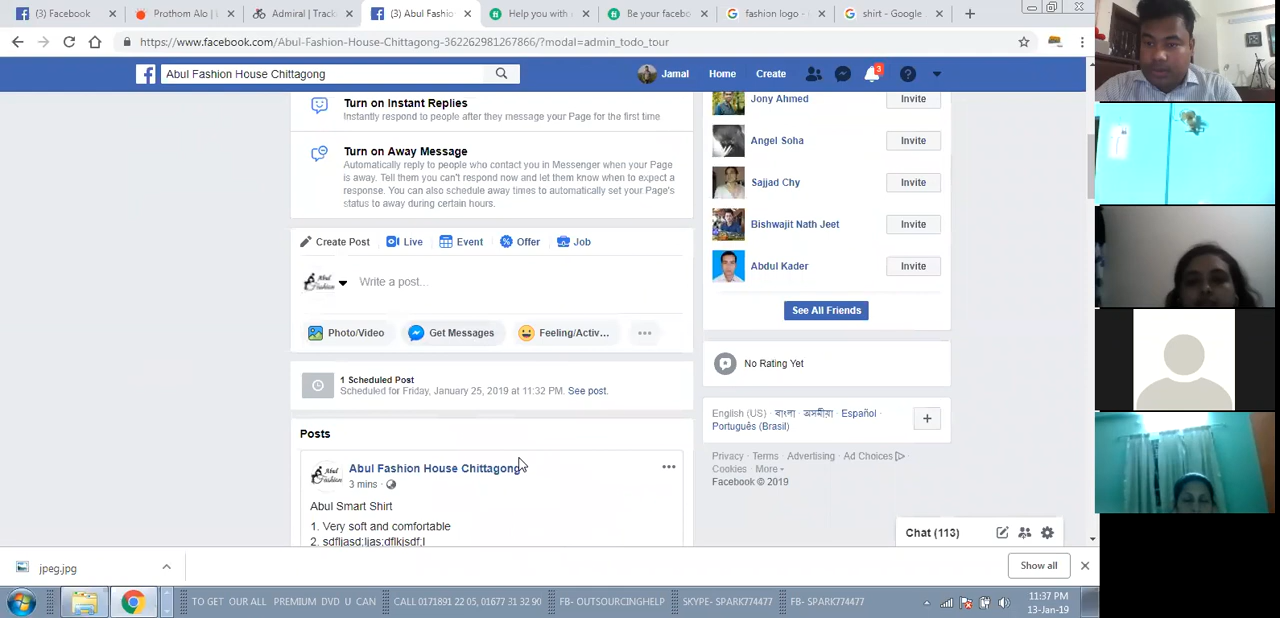 (3) Facebook
Prothom Alo | 
Admiral | Track
(3) Abul Fashi
Help you with
Be your facebo
fashion logo -
shirt - Google
https://www.facebook.com/Abul-Fashion-House-Chittagong-362262981267866/?modal=admin_todo_tour
Abul Fashion House Chittagong
Jamal
Home
Create
3
Turn on Instant Replies
Instantly respond to people after they message your Page for the first time
Turn on Away Message
Automatically reply to people who contact you in Messenger when your Page
is away. Tell them you can't respond now and let them know when to expect a
response. You can also schedule away times to automatically set your Page's
status to away during certain hours.
Create Post
Live
Event
Offer
Job
Abul
Fashion
Write a post...
Photo/Video
Get Messages
Feeling/Activ...
1 Scheduled Post
Scheduled for Friday, January 25, 2019 at 11:32 PM. See post.
Posts
Abul
Fashion
Abul Fashion House Chittagong
3 mins ·
Abul Smart Shirt
1. Very soft and comfortable
2. sdfljasd;ljas;dflkjsdf;l
Jony Ahmed
Invite
Angel Soha
Invite
Sajjad Chy
Invite
Bishwajit Nath Jeet
Invite
Abdul Kader
Invite
See All Friends
No Rating Yet
English (US) · বাংলা · অসমীয়া · Español ·
Português (Brasil)
Privacy · Terms · Advertising · Ad Choices ·
Cookies · More
Facebook © 2019
Chat (113)
jpeg.jpg
Show all
TO GET OUR ALL PREMIUM DVD U CAN
CALL 0171891 22 05, 01677 31 32 90
FB- OUTSOURCINGHELP
SKYPE- SPARK774477
FB- SPARK774477
11:37 PM
13-Jan-19